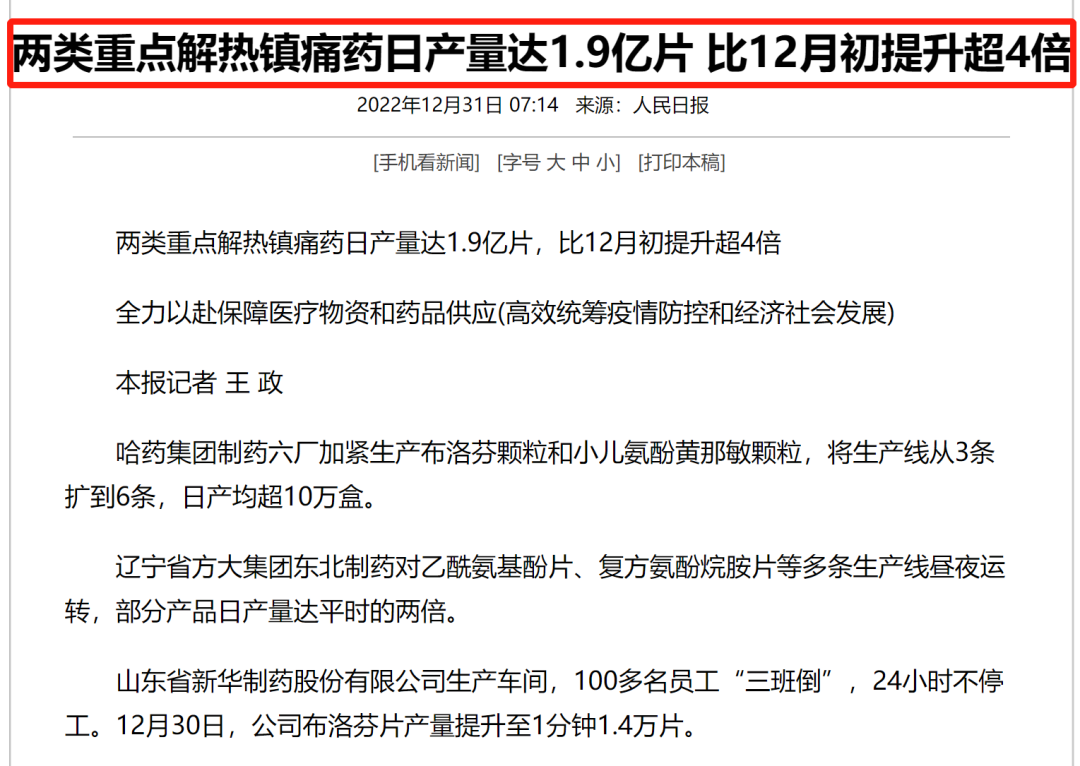 两类重点解热镇痛药日产量达1.9亿片 比12月初提升超4倍
2022年12月31日 07:14 来源：人民日报
[手机看新闻] [字号 大 中 小] [打印本稿]
两类重点解热镇痛药日产量达1.9亿片，比12月初提升超4倍
全力以赴保障医疗物资和药品供应(高效统筹疫情防控和经济社会发展)
本报记者 王 政
哈药集团制药六厂加紧生产布洛芬颗粒和小儿氨酚黄那敏颗粒，将生产线从3条
扩到6条，日产均超10万盒。
辽宁省方大集团东北制药对乙酰氨基酚片、复方氨酚烷胺片等多条生产线昼夜运
转，部分产品日产量达平时的两倍。
山东省新华制药股份有限公司生产车间，100多名员工“三班倒”，24小时不停
工。12月30日，公司布洛芬片产量提升至1分钟1.4万片。